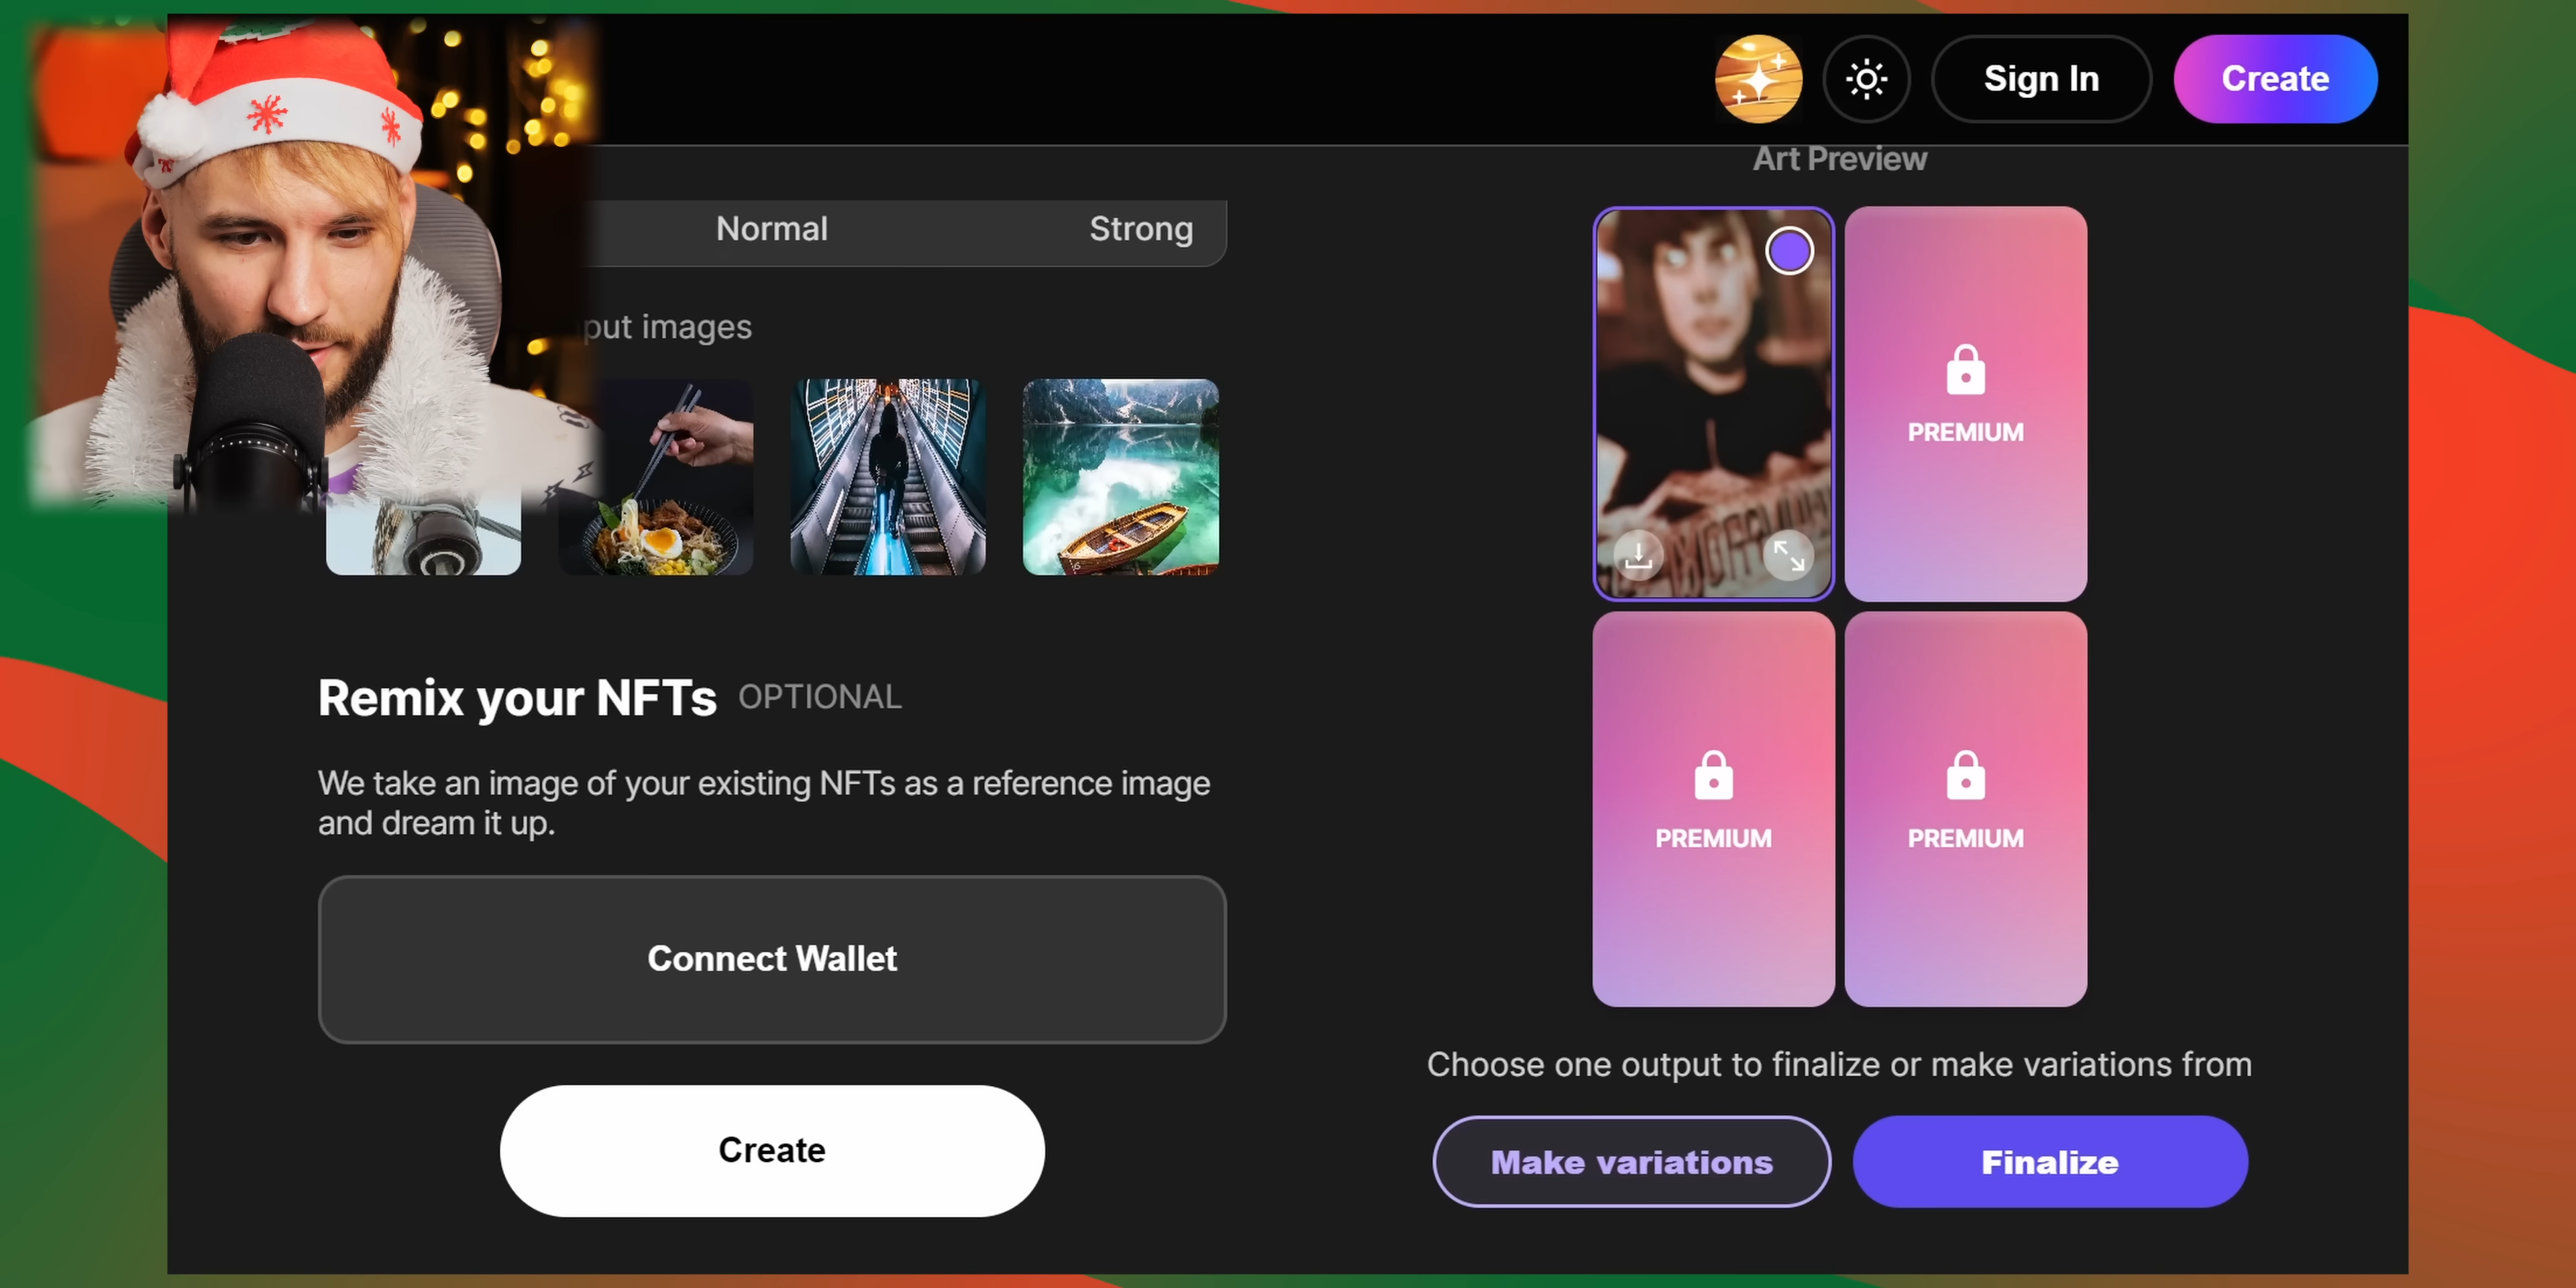 Sign In
Create
Art Preview
Normal
Strong
put images
PREMIUM
Remix your NFTs OPTIONAL
We take an image of your existing NFTs as a reference image
and dream it up.
PREMIUM
PREMIUM
Connect Wallet
Choose one output to finalize or make variations from
Create
Make variations
Finalize